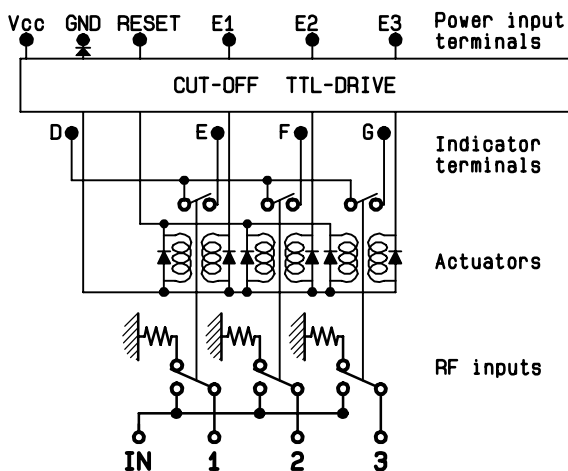 Vcc GND RESET E1 E2 E3 Power input
terminals
CUT-OFF TTL-DRIVE
D E F G Indicator
terminals
Actuators
RF inputs
IN 1 2 3